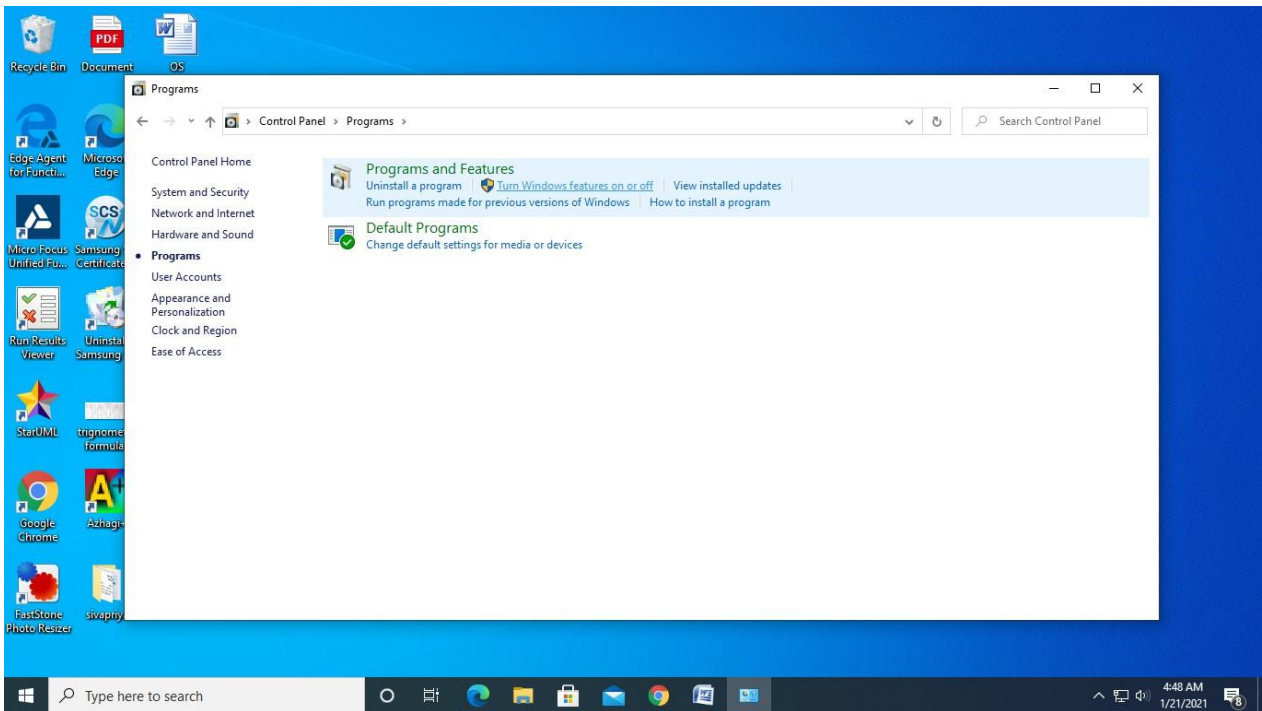 PDF
Recycle Bin
Document
OS
Programs
Control Panel > Programs >
Search Control Panel
Edge Agent
for Functi...
Microso
Edge
Control Panel Home
System and Security
Network and Internet
Hardware and Sound
Programs
User Accounts
Appearance and
Personalization
Clock and Region
Ease of Access
Programs and Features
Uninstall a program
Turn Windows features on or off
View installed updates
Run programs made for previous versions of Windows
How to install a program
Default Programs
Change default settings for media or devices
SCS
Micro Focus
Unified Fu...
Samsung
Certificate
Run Results
Viewer
Uninstal
Samsung
StarUML
trignome
formula
Google
Chrome
A+
Azhagi+
FastStone
Photo Resizer
sivapriy
Type here to search
4:48 AM
1/21/2021
8